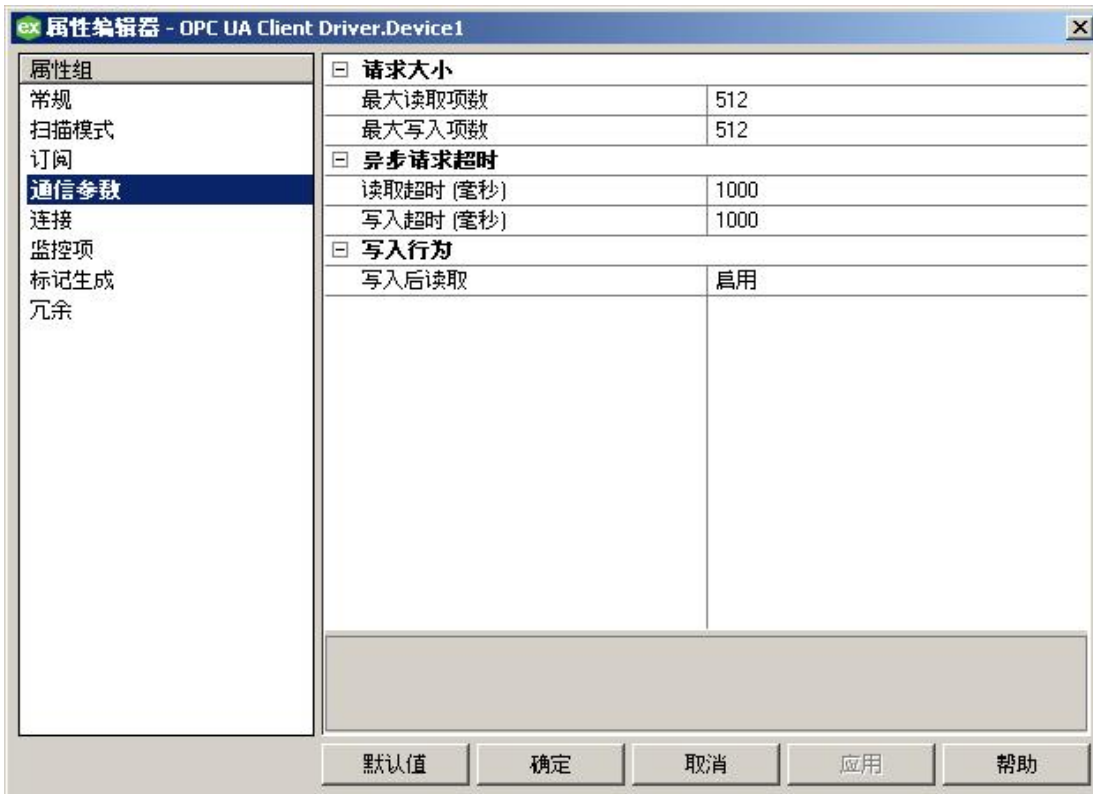 ex 属性编辑器 - OPC UA Client Driver.Device1
属性组
常规
扫描模式
订阅
通信参数
连接
监控项
标记生成
冗余
请求大小
最大读取项数 512
最大写入项数 512
异步请求超时
读取超时 (毫秒) 1000
写入超时 (毫秒) 1000
写入行为
写入后读取 启用
默认值 确定 取消 应用 帮助